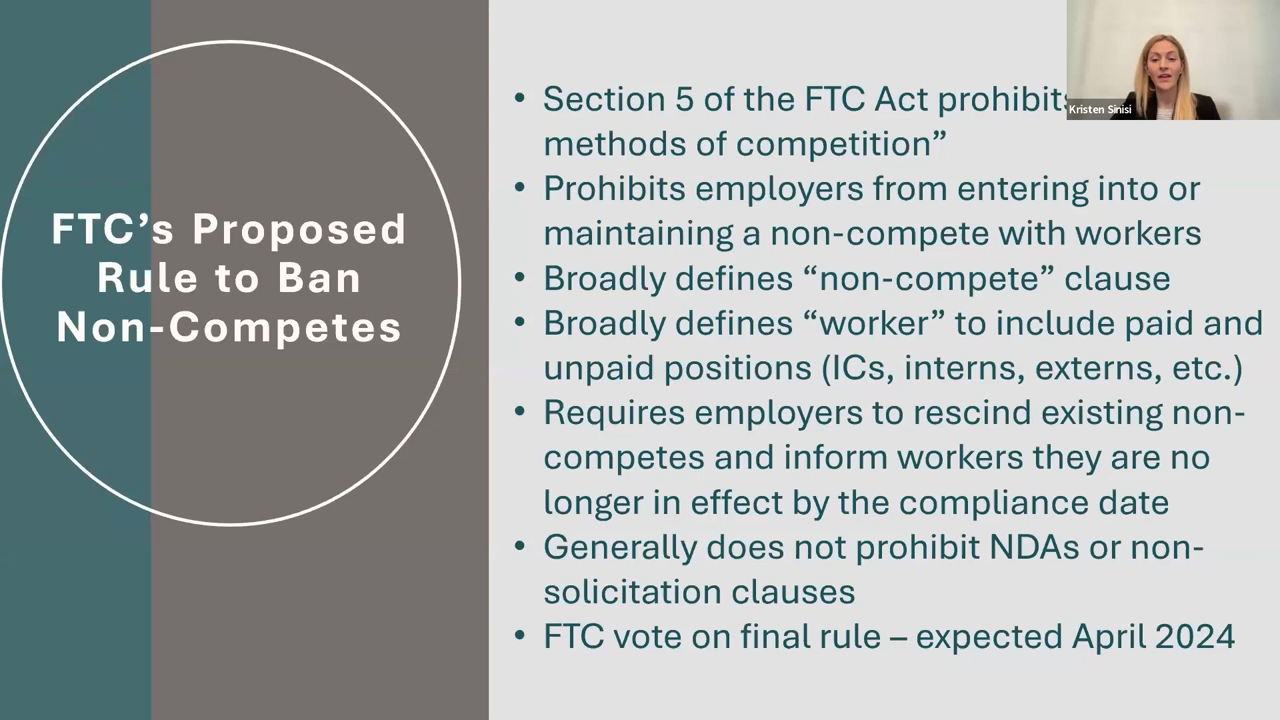 FTC's Proposed
Rule to Ban
Non-Competes
• Section 5 of the FTC Act prohibits
methods of competition”
• Prohibits employers from entering into or
maintaining a non-compete with workers
• Broadly defines “non-compete” clause
• Broadly defines “worker” to include paid and
unpaid positions (ICs, interns, externs, etc.)
• Requires employers to rescind existing non-
competes and inform workers they are no
longer in effect by the compliance date
• Generally does not prohibit NDAs or non-
solicitation clauses
• FTC vote on final rule – expected April 2024
Kristen Sinisi